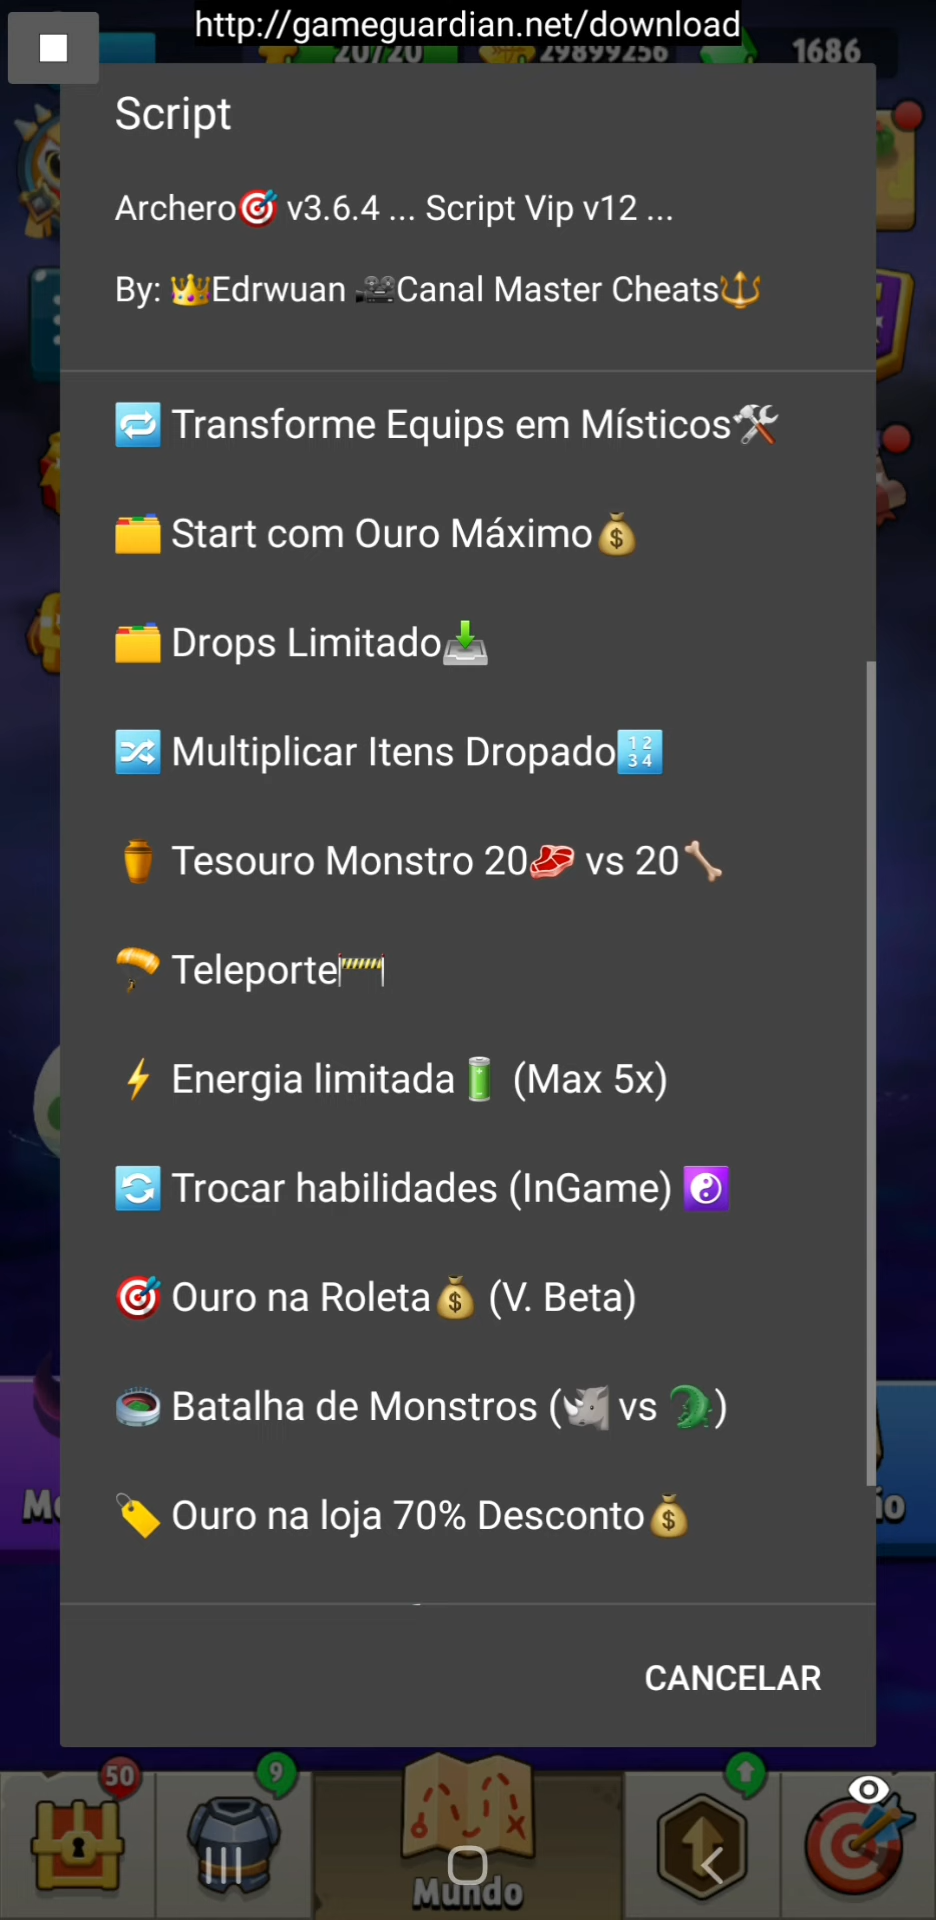 http://gameguardian.net/download
20/20 29899256 1686
Script
Archero v3.6.4 ... Script Vip v12 ...
By: Edrwuan Canal Master Cheats
Transforme Equips em Místicos
Start com Ouro Máximo
Drops Limitado
Multiplicar Itens Dropado
Tesouro Monstro 20 vs 20
Teleporte
Energia limitada (Max 5x)
Trocar habilidades (InGame)
Ouro na Roleta (V. Beta)
Batalha de Monstros ( vs )
Ouro na loja 70% Desconto
CANCELAR
50
9
Mundo